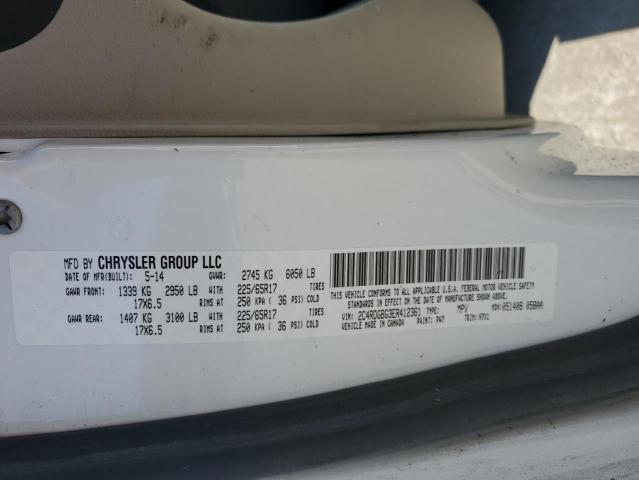 MFD BY CHRYSLER GROUP LLC
DATE OF MFR(BUILT): 5-14 GVWR: 2745 KG 6050 LB
GAWR FRONT: 1339 KG 2950 LB WITH 225/65R17 TIRES
17X6.5 RIMS AT 250 KPA ( 36 PSI) COLD
GAWR REAR: 1407 KG 3100 LB WITH 225/65R17 TIRES
17X6.5 RIMS AT 250 KPA ( 36 PSI) COLD
THIS VEHICLE CONFORMS TO ALL APPLICABLE U.S.A. FEDERAL MOTOR VEHICLE SAFETY
STANDARDS IN EFFECT ON THE DATE OF MANUFACTURE SHOWN ABOVE.
VIN: 2C4RDGBG3ER412361 TYPE: MPV MDH: 051408
VEHICLE MADE IN CANADA PAINT: PW7 TRIM: